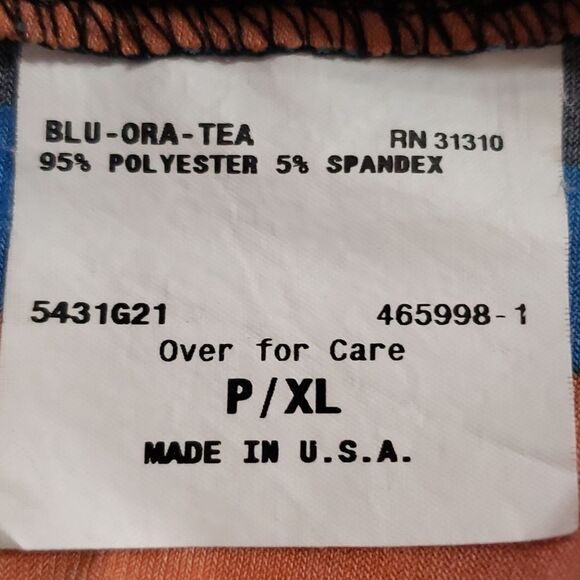 BLU-ORA-TEA RN 31310
95% POLYESTER 5% SPANDEX
5431G21 465998-1
Over for Care
P/XL
MADE IN U.S.A.